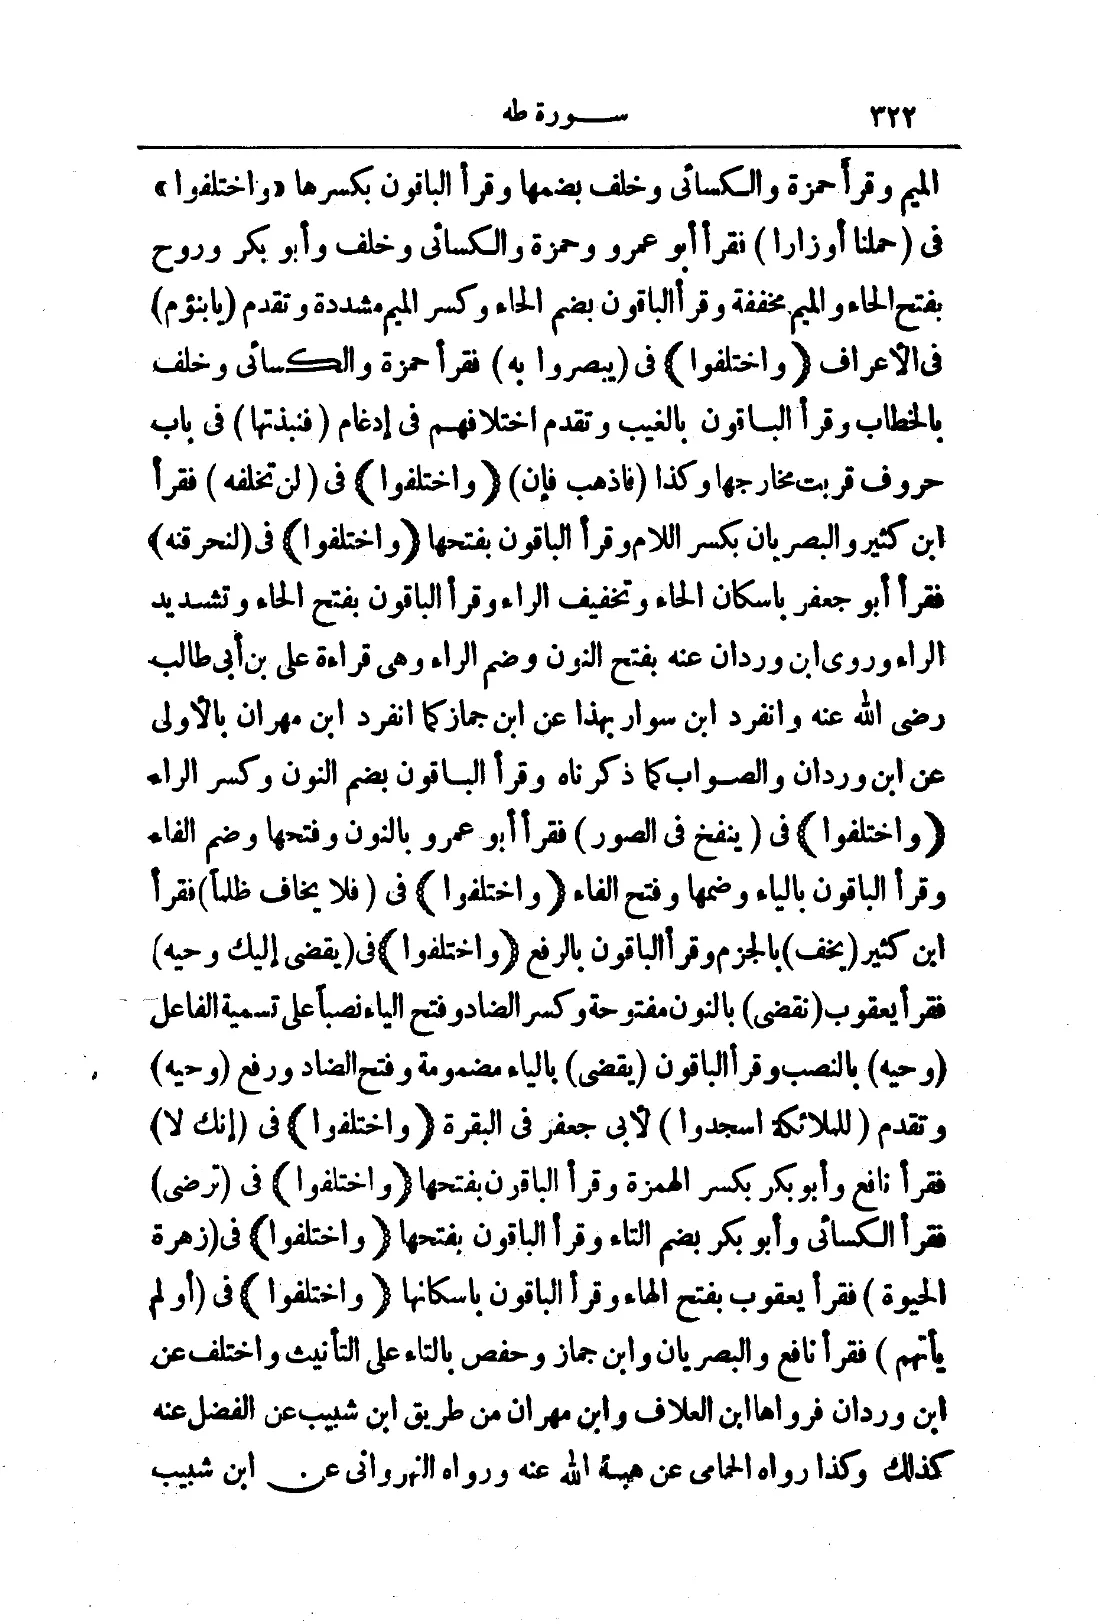 ٣٢٢ ســـورة طه
الميم وقرأ حمزة والكسائى وخلف بضمها وقرأ الباقون بكسرها «واختلفوا»
فى (حملنا أوزارا) نقرأ أبو عمرو وحمزة والكسائى وخلف وأبو بكر وروح
بفتح الحاء والميم مخففة وقرأ الباقون بضم الحاء وكسر الميم مشددة وتقدم (يابنؤم)
فى الأعراف (واختلفوا) فى (يبصروا به) فقرأ حمزة والكسائى وخلف
بالخطاب وقرأ الباقون بالغيب وتقدم اختلافهم فى إدغام (فنبذتها) فى باب
حروف قربت مخارجها وكذا (فاذهب فإن) (واختلفوا) فى (لن تخلفه) فقرأ
ابن كثير والبصريان بكسر اللام وقرأ الباقون بفتحها (واختلفوا) فى (لنحرقنه)
فقرأ أبو جعفر باسكان الحاء وتخفيف الراء وقرأ الباقون بفتح الحاء وتشديد
الراء وروى ابن وردان عنه بفتح النون وضم الراء وهى قراءة على بن أبى طالب
رضى الله عنه وانفرد ابن سوار بهذا عن ابن جماز كما انفرد ابن مهران بالأولى
عن ابن وردان والصواب كما ذكرناه وقرأ الباقون بضم النون وكسر الراء
(واختلفوا) فى (ينفخ فى الصور) فقرأ أبو عمرو بالنون وفتحها وضم الفاء
وقرأ الباقون بالياء وضمها وفتح الفاء (واختلفوا) فى (فلا يخاف ظلماً) فقرأ
ابن كثير (يخف) بالجزم وقرأ الباقون بالرفع (واختلفوا) فى (يقضى إليك وحيه)
فقرأ يعقوب (نقضى) بالنون مفتوحة وكسر الضاد وفتح الياء نصباً على تسمية الفاعل
(وحيه) بالنصب وقرأ الباقون (يقضى) بالياء مضمومة وفتح الضاد ورفع (وحيه)
وتقدم (للملائكة اسجدوا) لأبى جعفر فى البقرة (واختلفوا) فى (إنك لا)
فقرأ نافع وأبو بكر بكسر الهمزة وقرأ الباقون بفتحها (واختلفوا) فى (ترضى)
فقرأ الكسائى وأبو بكر بضم التاء وقرأ الباقون بفتحها (واختلفوا) فى (زهرة
الحيوة) فقرأ يعقوب بفتح الهاء وقرأ الباقون باسكانها (واختلفوا) فى (أو لم
يأتهم) فقرأ نافع والبصريان وابن جماز وحفص بالتاء على التأنيث واختلف عن
ابن وردان فرواها ابن العلاف وابن مهران من طريق ابن شبيب عن الفضل عنه
كذلك وكذا رواه الحمامى عن هبة الله عنه ورواه النهروانى عن ابن شبيب